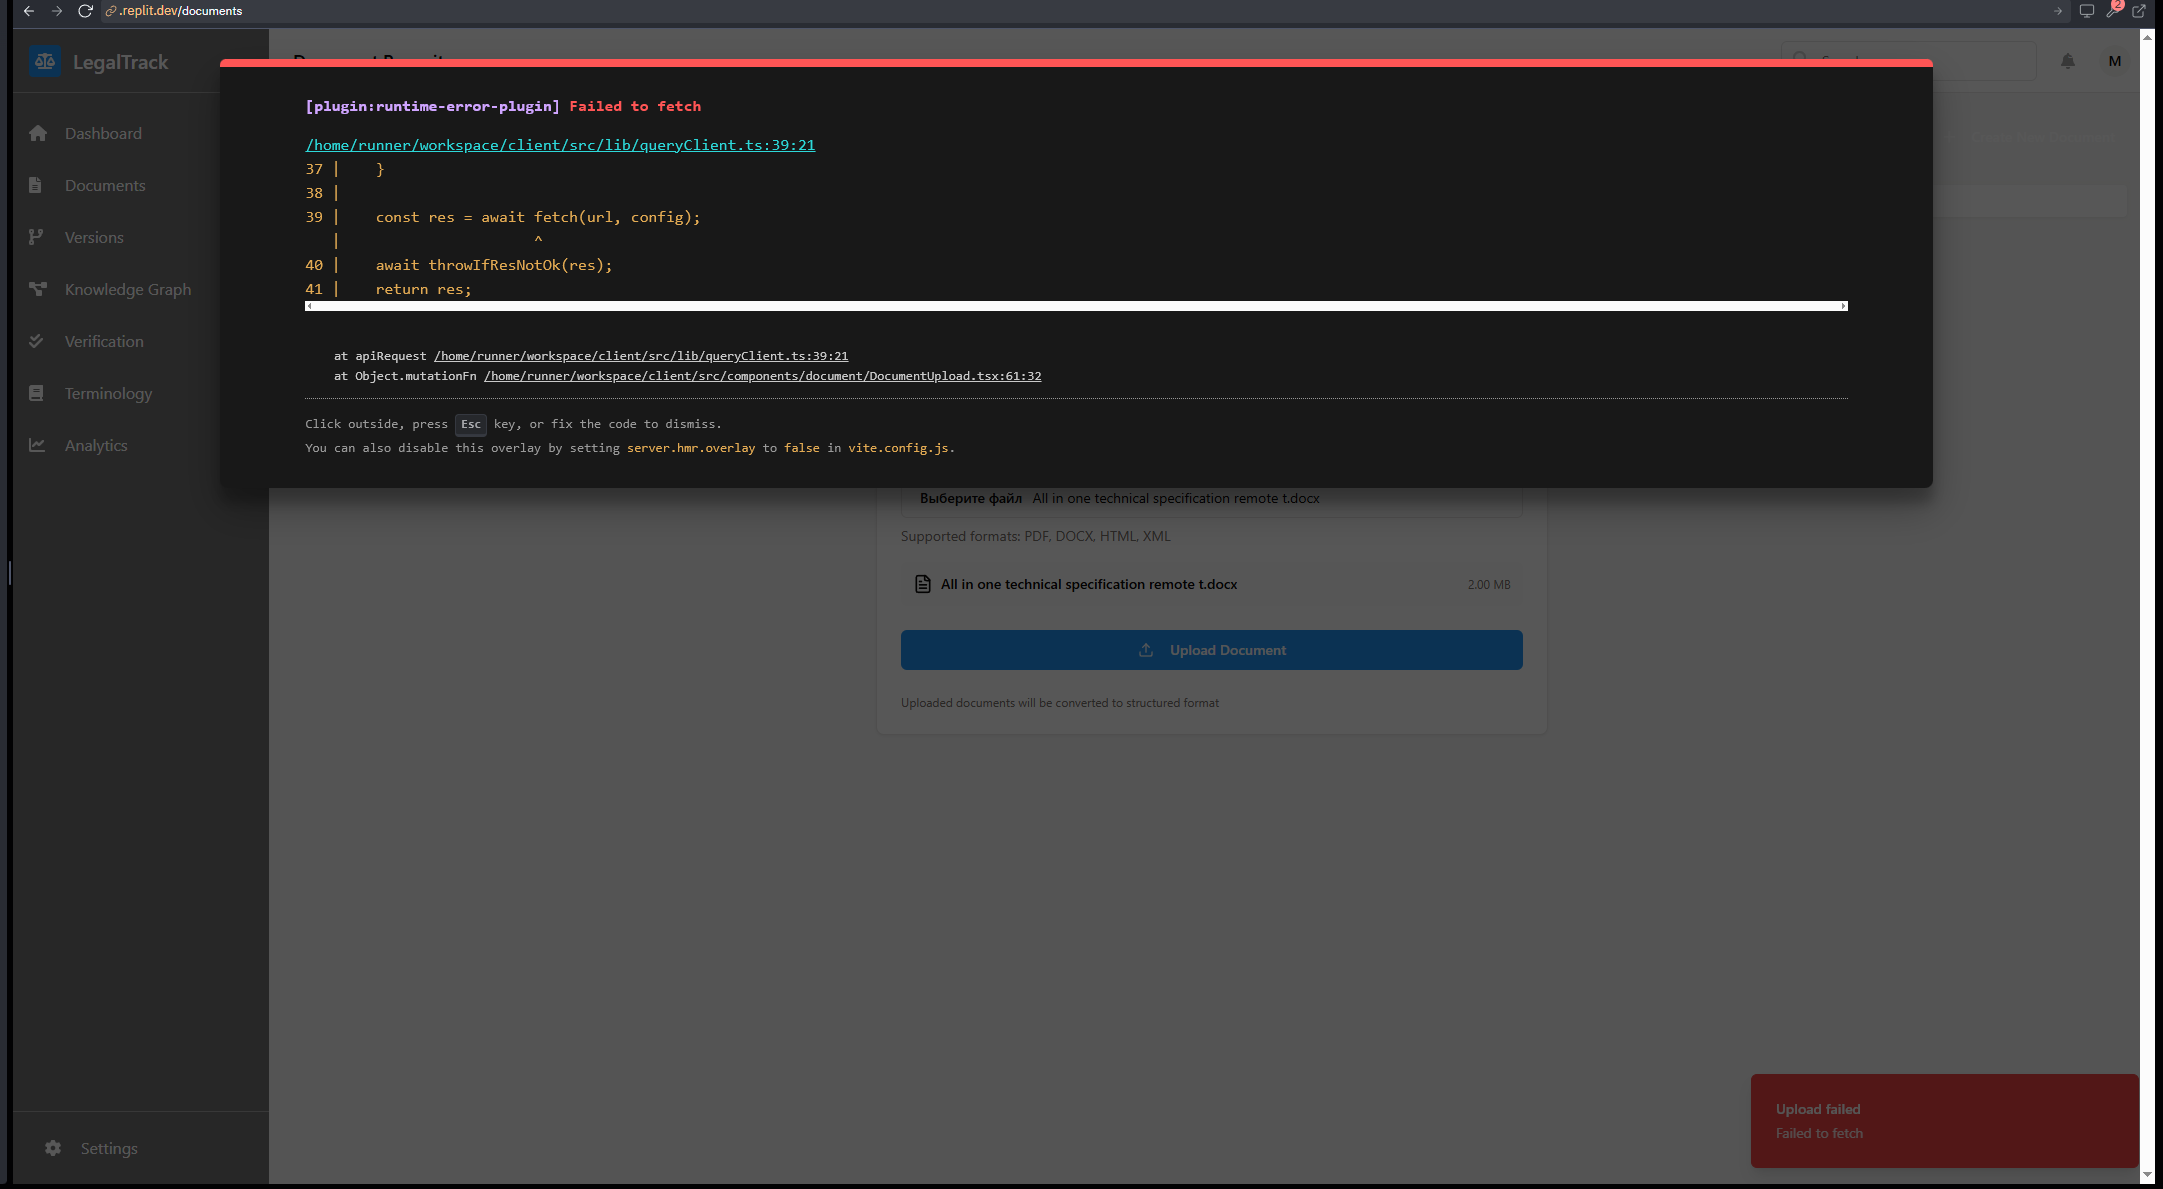 .replit.dev/documents
2
LegalTrack
M
Dashboard
Documents
Versions
Knowledge Graph
Verification
Terminology
Analytics
Settings
[plugin:runtime-error-plugin] Failed to fetch
/home/runner/workspace/client/src/lib/queryClient.ts:39:21
37 |    }
38 |
39 |    const res = await fetch(url, config);
|                      ^
40 |    await throwIfResNotOk(res);
41 |    return res;
at apiRequest /home/runner/workspace/client/src/lib/queryClient.ts:39:21
at Object.mutationFn /home/runner/workspace/client/src/components/document/DocumentUpload.tsx:61:32
Click outside, press Esc key, or fix the code to dismiss.
You can also disable this overlay by setting server.hmr.overlay to false in vite.config.js.
Выберите файл All in one technical specification remote t.docx
Supported formats: PDF, DOCX, HTML, XML
All in one technical specification remote t.docx 2.00 MB
Upload Document
Uploaded documents will be converted to structured format
Upload failed
Failed to fetch